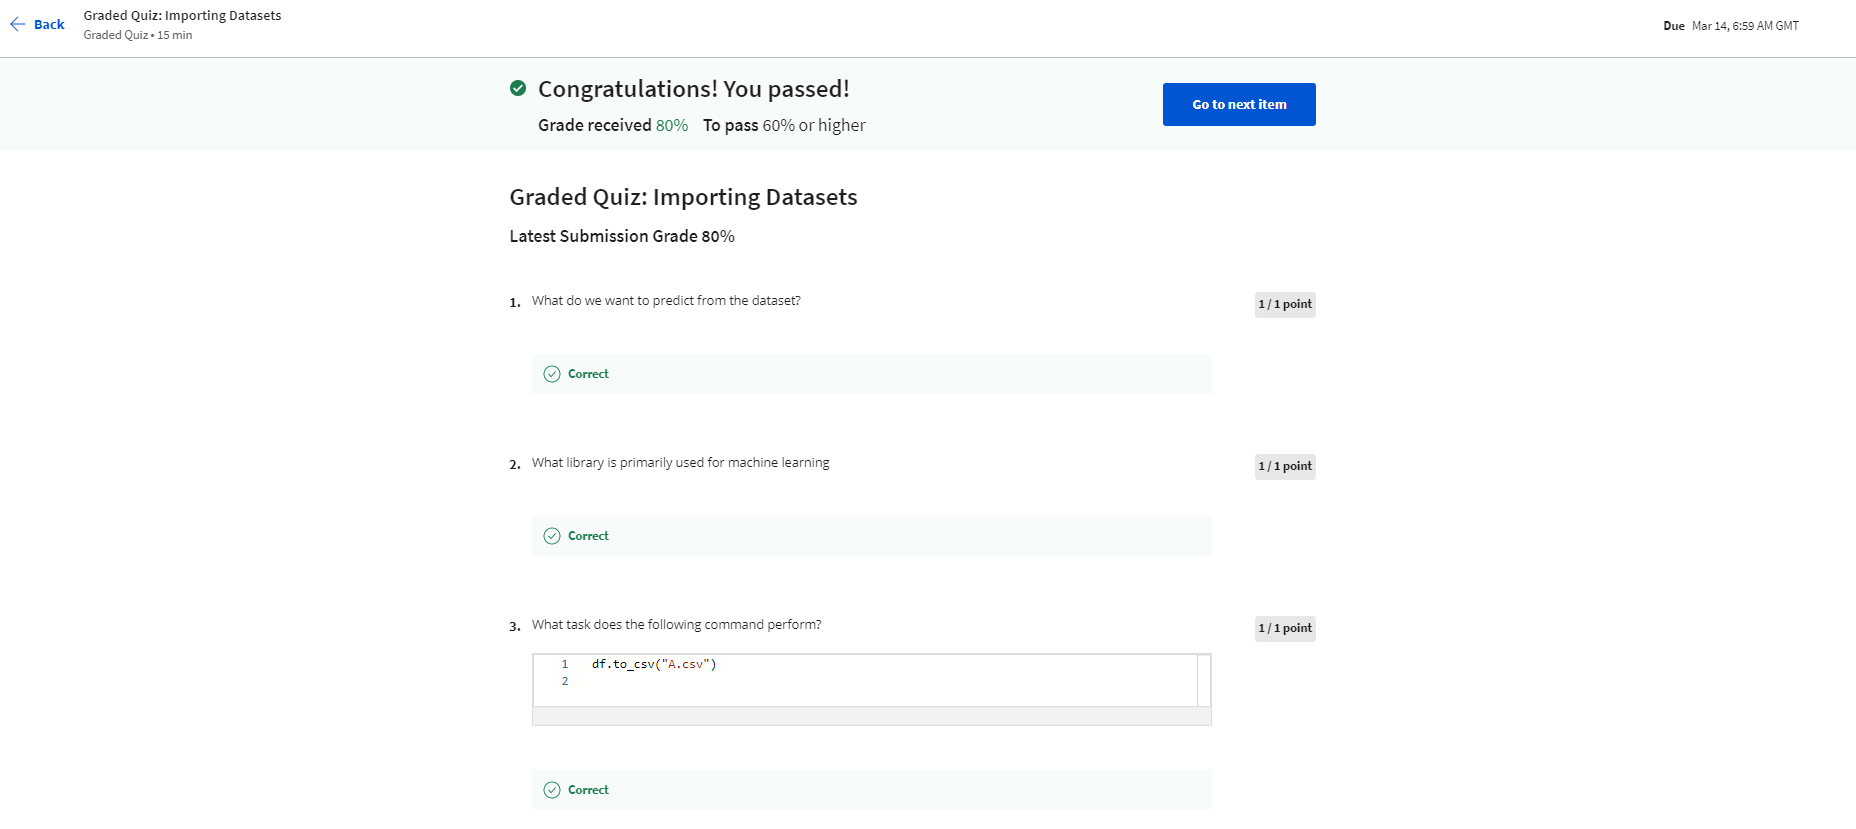 Back
Graded Quiz: Importing Datasets
Graded Quiz • 15 min
Due Mar 14, 6:59 AM GMT
Congratulations! You passed!
Grade received 80% To pass 60% or higher
Go to next item
Graded Quiz: Importing Datasets
Latest Submission Grade 80%
1. What do we want to predict from the dataset?
1 / 1 point
Correct
2. What library is primarily used for machine learning
1 / 1 point
Correct
3. What task does the following command perform?
1 / 1 point
1 df.to_csv("A.csv")
2
Correct